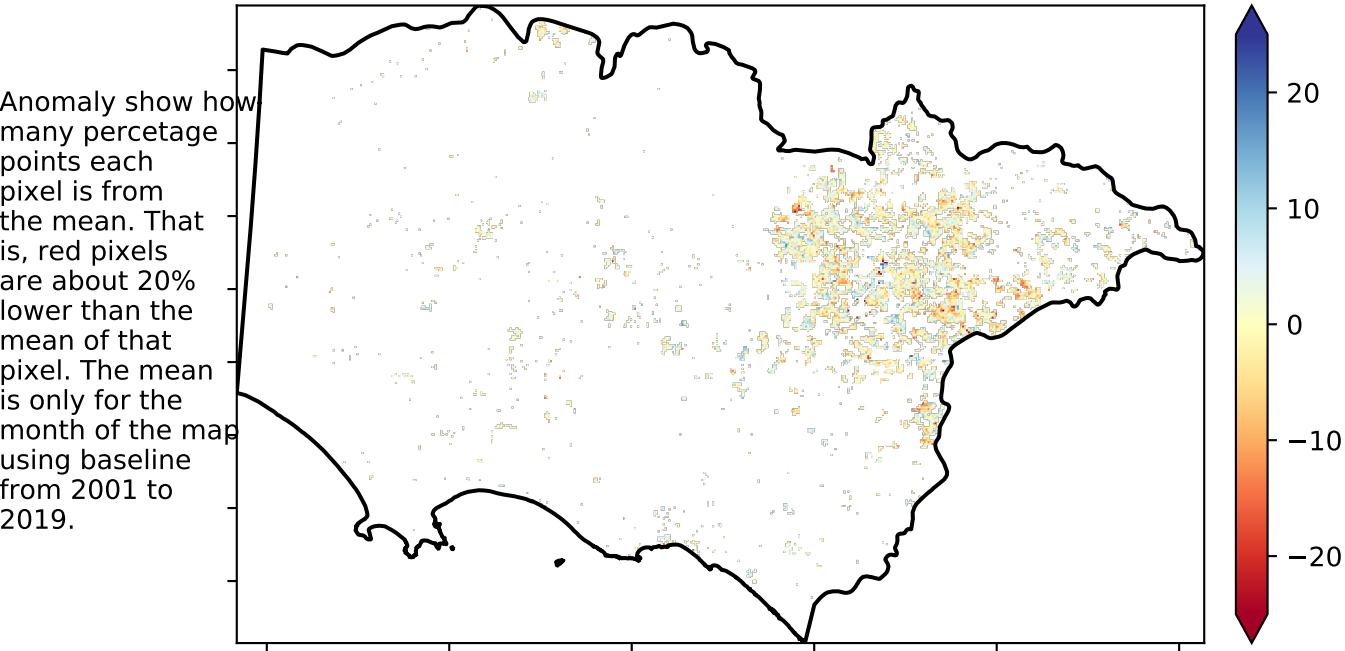 Anomaly show how
many percetage
points each
pixel is from
the mean. That
is, red pixels
are about 20%
lower than the
mean of that
pixel. The mean
is only for the
month of the map
using baseline
from 2001 to
2019.
20
10
0
−10
−20